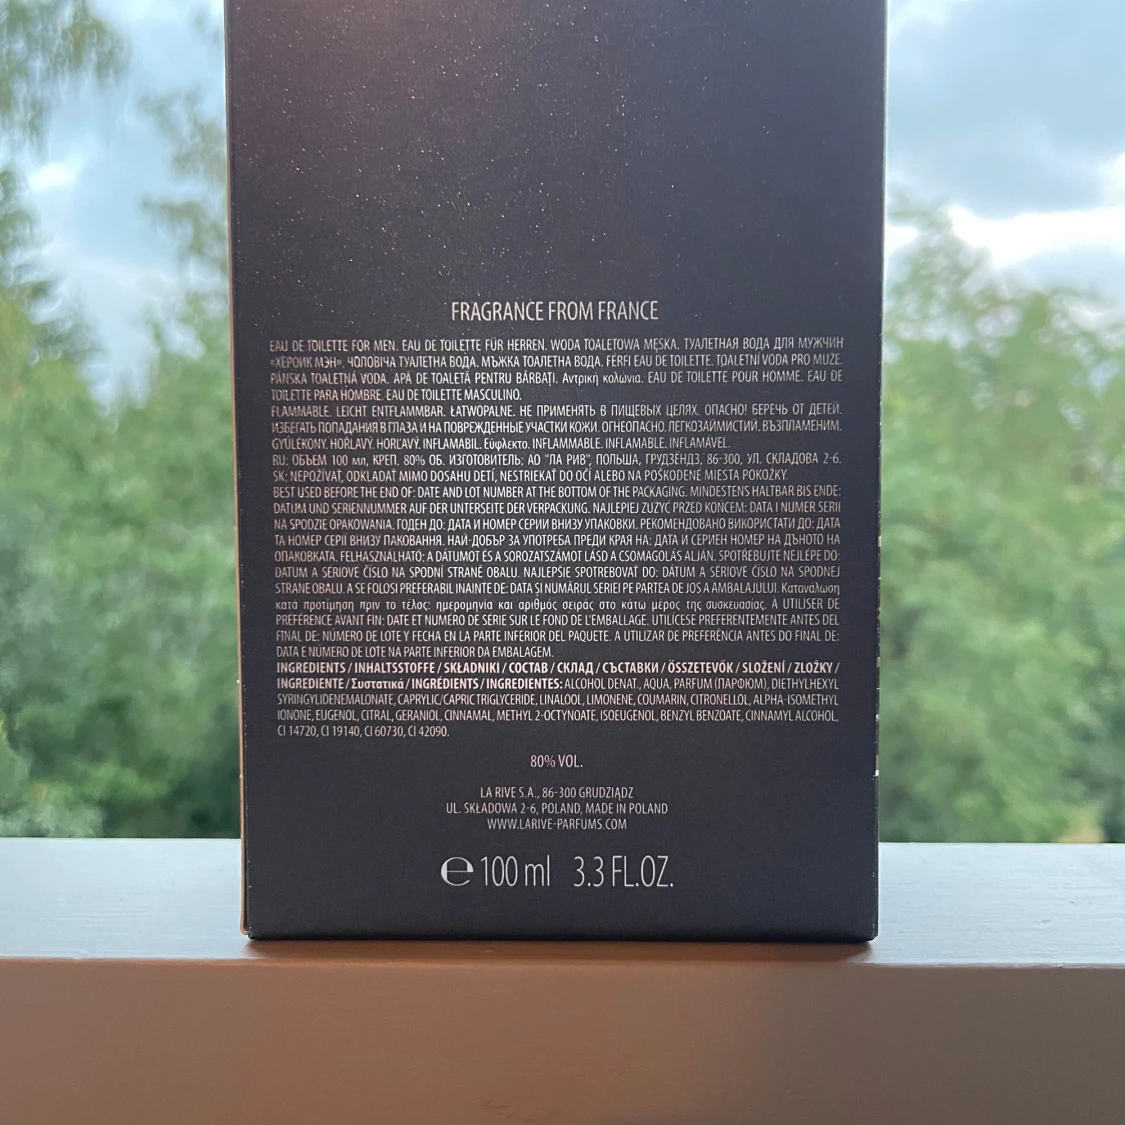 FRAGRANCE FROM FRANCE
EAU DE TOILETTE FOR MEN. EAU DE TOILETTE FÜR HERREN. WODA TOALETOWA MĘSKA. ТУАЛЕТНАЯ ВОДА ДЛЯ МУЖЧИН
«ХЕРОИК МЭН». ЧОЛОВІЧА ТУАЛЕТНА ВОДА. МЪЖКА ТОАЛЕТНА ВОДА. FÉRFI EAU DE TOILETTE. TOALETNÍ VODA PRO MUŽE.
PÁNSKA TOALETNÁ VODA. APĂ DE TOALETĂ PENTRU BĂRBAȚI. Αντρική κολώνια. EAU DE TOILETTE POUR HOMME. EAU DE
TOILETTE PARA HOMBRE. EAU DE TOILETTE MASCULINO.
FLAMMABLE. LEICHT ENTFLAMMBAR. ŁATWOPALNE. НЕ ПРИМЕНЯТЬ В ПИЩЕВЫХ ЦЕЛЯХ. ОПАСНО! БЕРЕЧЬ ОТ ДЕТЕЙ.
ИЗБЕГАТЬ ПОПАДАНИЯ В ГЛАЗА И НА ПОВРЕЖДЕННЫЕ УЧАСТКИ КОЖИ. ОГНЕОПАСНО. ЛЕГКОЗАЙМИСТИЙ. ВЪЗПЛАМЕНИМ.
GYÚLÉKONY. HOŘLAVÝ. HORĽAVÝ. INFLAMABIL. Εύφλεκτο. INFLAMMABLE. INFLAMABLE. INFLAMÁVEL.
RU: ОБЪЕМ 100 мл, КРЕП. 80% ОБ. ИЗГОТОВИТЕЛЬ: АО "ЛА РИВ", ПОЛЬША, ГРУДЗЁНДЗ, 86-300, УЛ. СКЛАДОВА 2-6.
SK: NEPOŽÍVAŤ, ODKLADAŤ MIMO DOSAHU DETÍ, NESTRIEKAŤ DO OČÍ ALEBO NA POŠKODENÉ MIESTA POKOŽKY.
BEST USED BEFORE THE END OF: DATE AND LOT NUMBER AT THE BOTTOM OF THE PACKAGING. MINDESTENS HALTBAR BIS ENDE:
DATUM UND SERIENNUMMER AUF DER UNTERSEITE DER VERPACKUNG. NAJLEPIEJ ZUŻYĆ PRZED KOŃCEM: DATA I NUMER SERII
NA SPODZIE OPAKOWANIA. ГОДЕН ДО: ДАТА И НОМЕР СЕРИИ ВНИЗУ УПАКОВКИ. РЕКОМЕНДОВАНО ВИКОРИСТАТИ ДО: ДАТА
ТА НОМЕР СЕРІЇ ВНИЗУ ПАКОВАННЯ. НАЙ-ДОБЪР ЗА УПОТРЕБА ПРЕДИ КРАЯ НА: ДАТА И СЕРИЕН НОМЕР НА ДЪНОТО НА
ОПАКОВКАТА. FELHASZNÁLHATÓ: A DÁTUMOT ÉS A SOROZATSZÁMOT LÁSD A CSOMAGOLÁS ALJÁN. SPOTŘEBUJTE NEJLÉPE DO:
DATUM A SÉRIOVÉ ČÍSLO NA SPODNÍ STRANĚ OBALU. NAJLEPŠIE SPOTREBOVAŤ DO: DÁTUM A SÉRIOVÉ ČÍSLO NA SPODNEJ
STRANE OBALU. A SE FOLOSI PREFERABIL INAINTE DE: DATA ȘI NUMĂRUL SERIEI PE PARTEA DE JOS A AMBALAJULUI. Κατανάλωση
κατά προτίμηση πριν το τέλος: ημερομηνία και αριθμός σειράς στο κάτω μέρος της συσκευασίας. À UTILISER DE
PRÉFÉRENCE AVANT FIN: DATE ET NUMÉRO DE SÉRIE SUR LE FOND DE L'EMBALLAGE. UTILÍCESE PREFERENTEMENTE ANTES DEL
FINAL DE: NÚMERO DE LOTE Y FECHA EN LA PARTE INFERIOR DEL PAQUETE. A UTILIZAR DE PREFERÊNCIA ANTES DO FINAL DE:
DATA E NÚMERO DE LOTE NA PARTE INFERIOR DA EMBALAGEM.
INGREDIENTS / INHALTSSTOFFE / SKŁADNIKI / СОСТАВ / СКЛАД / СЪСТАВКИ / ÖSSZETEVŐK / SLOŽENÍ / ZLOŽKY /
INGREDIENTE / Συστατικά / INGRÉDIENTS / INGREDIENTES: ALCOHOL DENAT., AQUA, PARFUM (ПАРФЮМ), DIETHYLHEXYL
SYRINGYLIDENEMALONATE, CAPRYLIC/CAPRIC TRIGLYCERIDE, LINALOOL, LIMONENE, COUMARIN, CITRONELLOL, ALPHA-ISOMETHYL
IONONE, EUGENOL, CITRAL, GERANIOL, CINNAMAL, METHYL 2-OCTYNOATE, ISOEUGENOL, BENZYL BENZOATE, CINNAMYL ALCOHOL,
CI 14720, CI 19140, CI 60730, CI 42090.
80% VOL.
LA RIVE S.A., 86-300 GRUDZIĄDZ
UL. SKŁADOWA 2-6, POLAND, MADE IN POLAND
WWW.LARIVE-PARFUMS.COM
℮ 100 ml 3.3 FL.OZ.